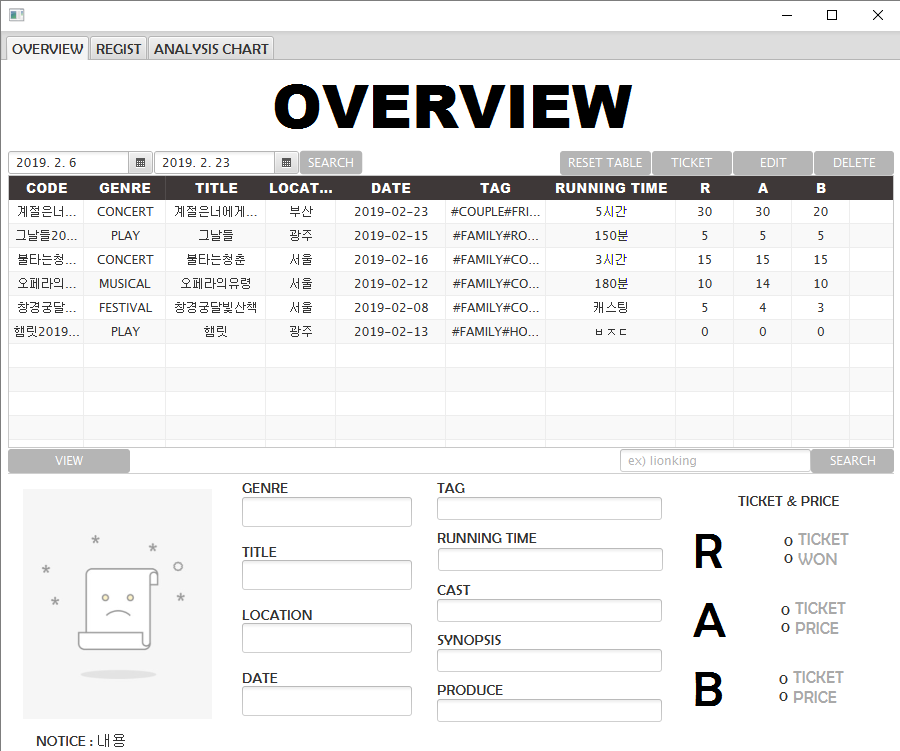 OVERVIEW REGIST ANALYSIS CHART
OVERVIEW
2019. 2. 6 2019. 2. 23 SEARCH RESET TABLE TICKET EDIT DELETE
CODE GENRE TITLE LOCAT... DATE TAG RUNNING TIME R A B
계절은너... CONCERT 계절은너에게... 부산 2019-02-23 #COUPLE#FRI... 5시간 30 30 20
그날들20... PLAY 그날들 광주 2019-02-15 #FAMILY#RO... 150분 5 5 5
불타는청... CONCERT 불타는청춘 서울 2019-02-16 #FAMILY#CO... 3시간 15 15 15
오페라의... MUSICAL 오페라의유령 서울 2019-02-12 #FAMILY#CO... 180분 10 14 10
창경궁달... FESTIVAL 창경궁달빛산책 서울 2019-02-08 #FAMILY#CO... 캐스팅 5 4 3
햄릿2019... PLAY 햄릿 광주 2019-02-13 #FAMILY#HO... ㅂㅈㄷ 0 0 0
VIEW ex) lionking SEARCH
GENRE
TITLE
LOCATION
DATE
TAG
RUNNING TIME
CAST
SYNOPSIS
PRODUCE
TICKET & PRICE
R 0 TICKET
0 WON
A 0 TICKET
0 PRICE
B 0 TICKET
0 PRICE
NOTICE : 내용